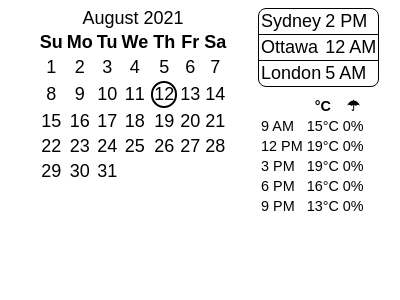 August 2021
Su Mo Tu We Th Fr Sa
1 2 3 4 5 6 7
8 9 10 11 12 13 14
15 16 17 18 19 20 21
22 23 24 25 26 27 28
29 30 31
Sydney 2 PM
Ottawa 12 AM
London 5 AM
°C ☂
9 AM 15°C 0%
12 PM 19°C 0%
3 PM 19°C 0%
6 PM 16°C 0%
9 PM 13°C 0%